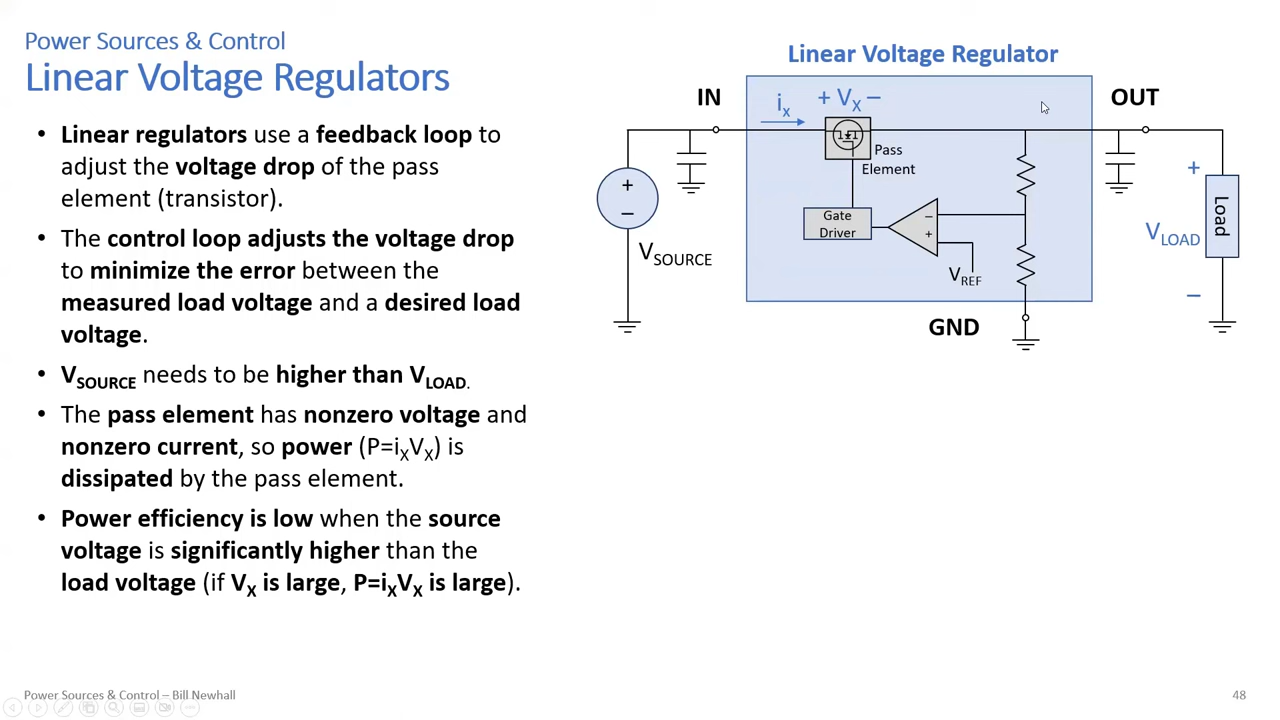 Power Sources & Control
Linear Voltage Regulators
• Linear regulators use a feedback loop to
adjust the voltage drop of the pass
element (transistor).
• The control loop adjusts the voltage drop
to minimize the error between the
measured load voltage and a desired load
voltage.
• VSOURCE needs to be higher than VLOAD.
• The pass element has nonzero voltage and
nonzero current, so power (P=iXVX) is
dissipated by the pass element.
• Power efficiency is low when the source
voltage is significantly higher than the
load voltage (if VX is large, P=iXVX is large).
Linear Voltage Regulator
IN
ix
+ VX –
OUT
Pass
Element
Gate
Driver
–
+
VREF
+
–
VSOURCE
+
VLOAD
–
Load
GND
Power Sources & Control – Bill Newhall
48